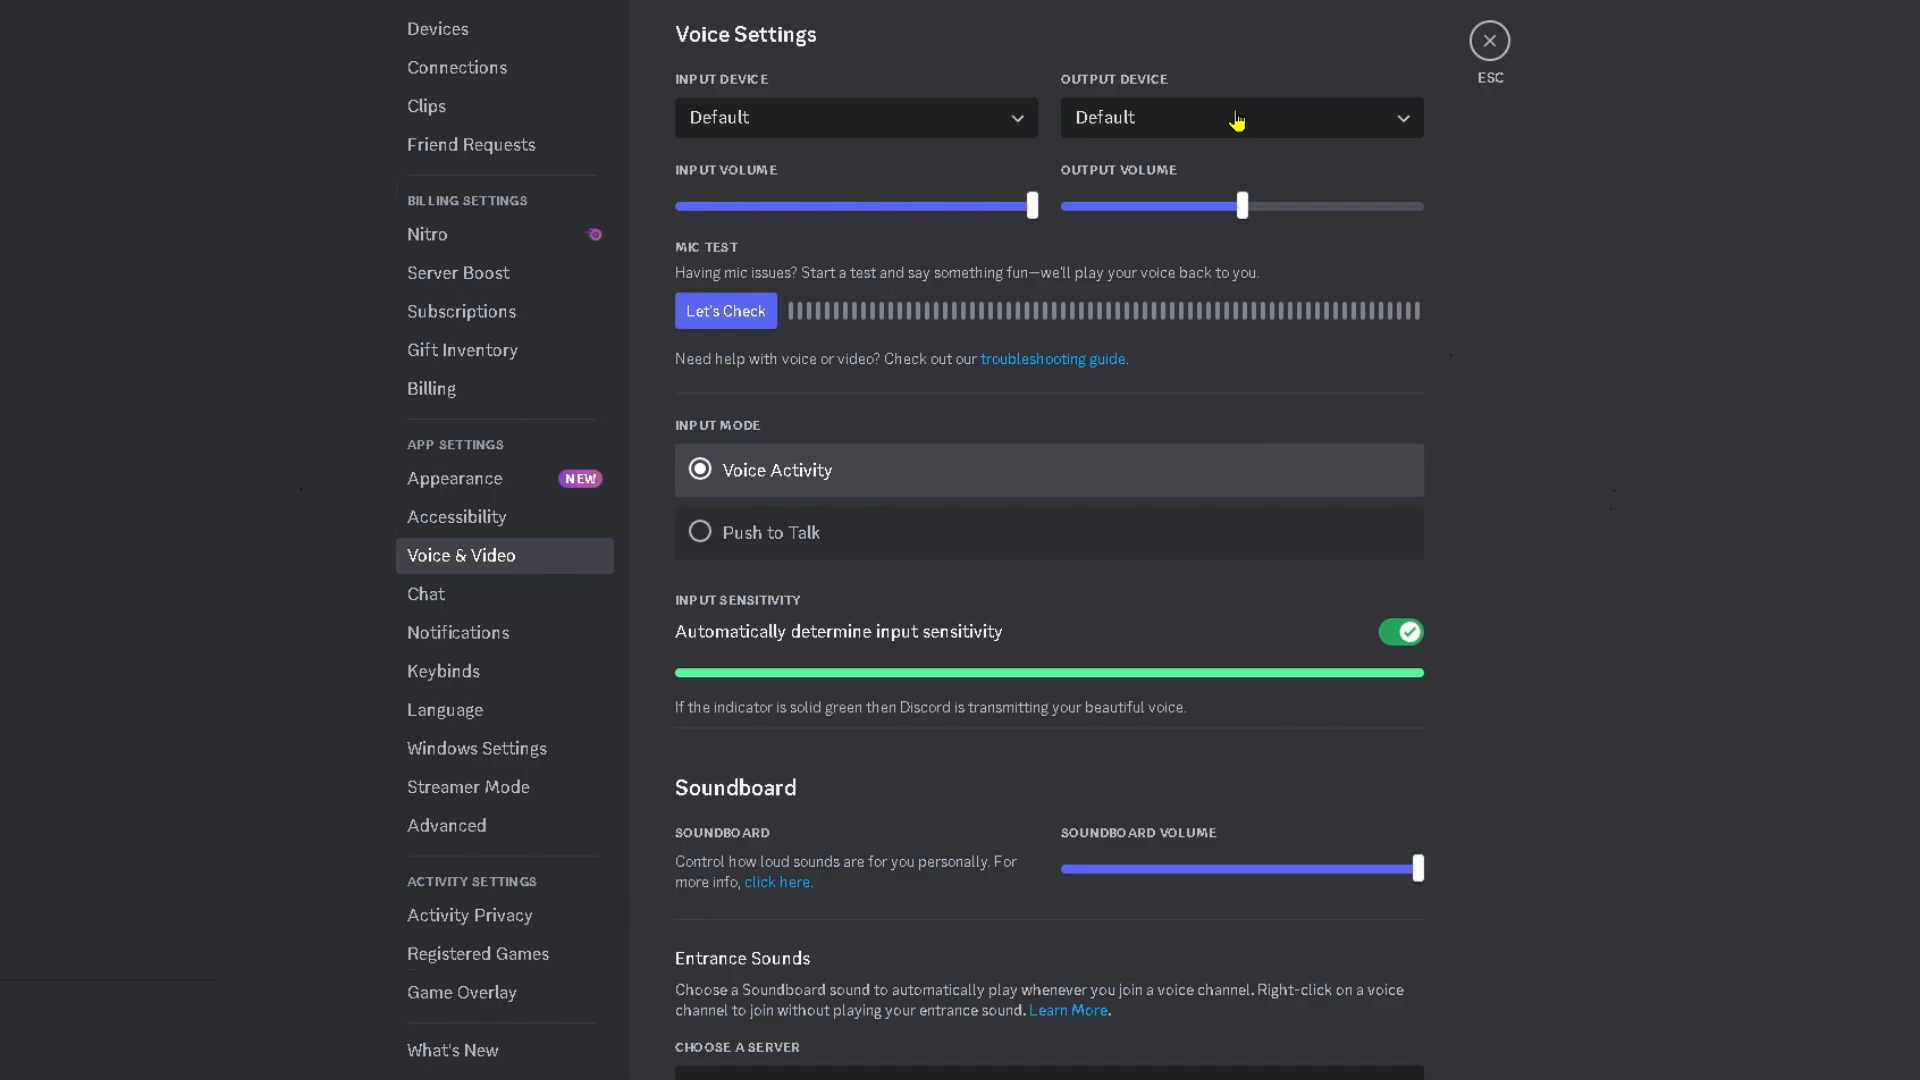 Devices
Connections
Clips
Friend Requests
BILLING SETTINGS
Nitro
Server Boost
Subscriptions
Gift Inventory
Billing
APP SETTINGS
Appearance NEW
Accessibility
Voice & Video
Chat
Notifications
Keybinds
Language
Windows Settings
Streamer Mode
Advanced
ACTIVITY SETTINGS
Activity Privacy
Registered Games
Game Overlay
What's New
Voice Settings
INPUT DEVICE OUTPUT DEVICE
Default Default
INPUT VOLUME OUTPUT VOLUME
MIC TEST
Having mic issues? Start a test and say something fun—we'll play your voice back to you.
Let's Check
Need help with voice or video? Check out our troubleshooting guide.
INPUT MODE
Voice Activity
Push to Talk
INPUT SENSITIVITY
Automatically determine input sensitivity
If the indicator is solid green then Discord is transmitting your beautiful voice.
Soundboard
SOUNDBOARD SOUNDBOARD VOLUME
Control how loud sounds are for you personally. For
more info, click here.
Entrance Sounds
Choose a Soundboard sound to automatically play whenever you join a voice channel. Right-click on a voice
channel to join without playing your entrance sound. Learn More.
CHOOSE A SERVER
ESC